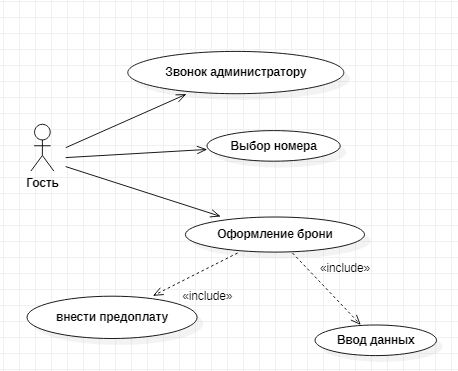 Звонок администратору
Выбор номера
Гость
Оформление брони
«include»
«include»
внести предоплату
Ввод данных